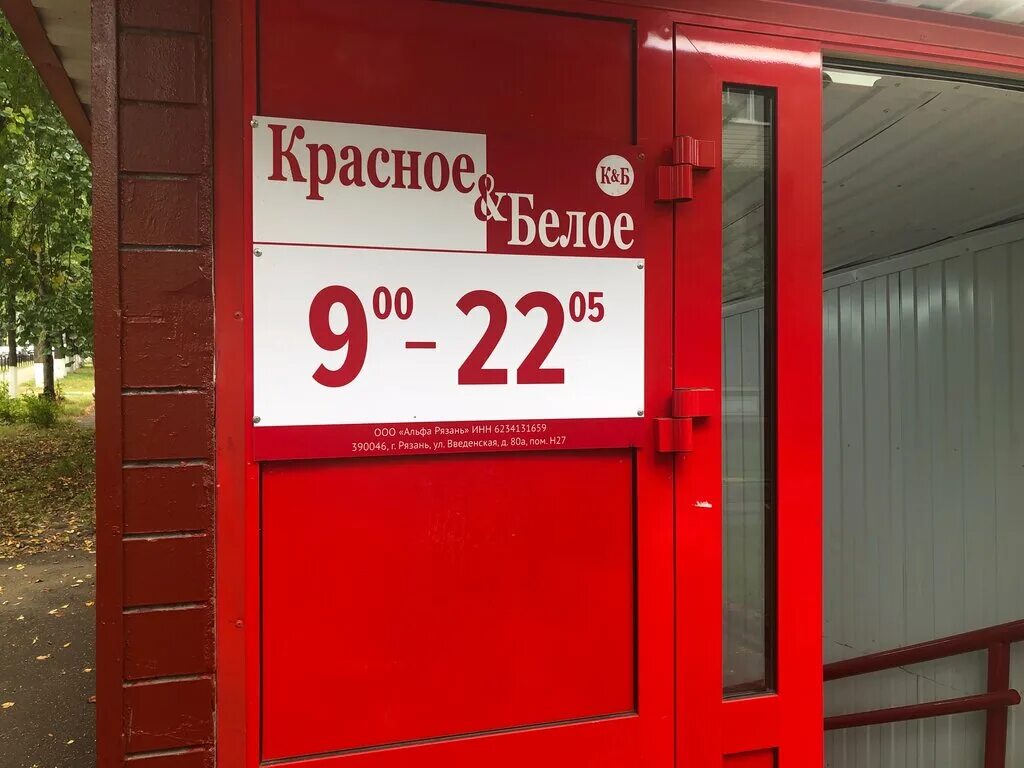 Красное
&
Белое
К&Б
9⁰⁰ – 22⁰⁵
ООО «Альфа Рязань» ИНН 6234131659
390046, г. Рязань, ул. Введенская, д. 80а, пом. Н27